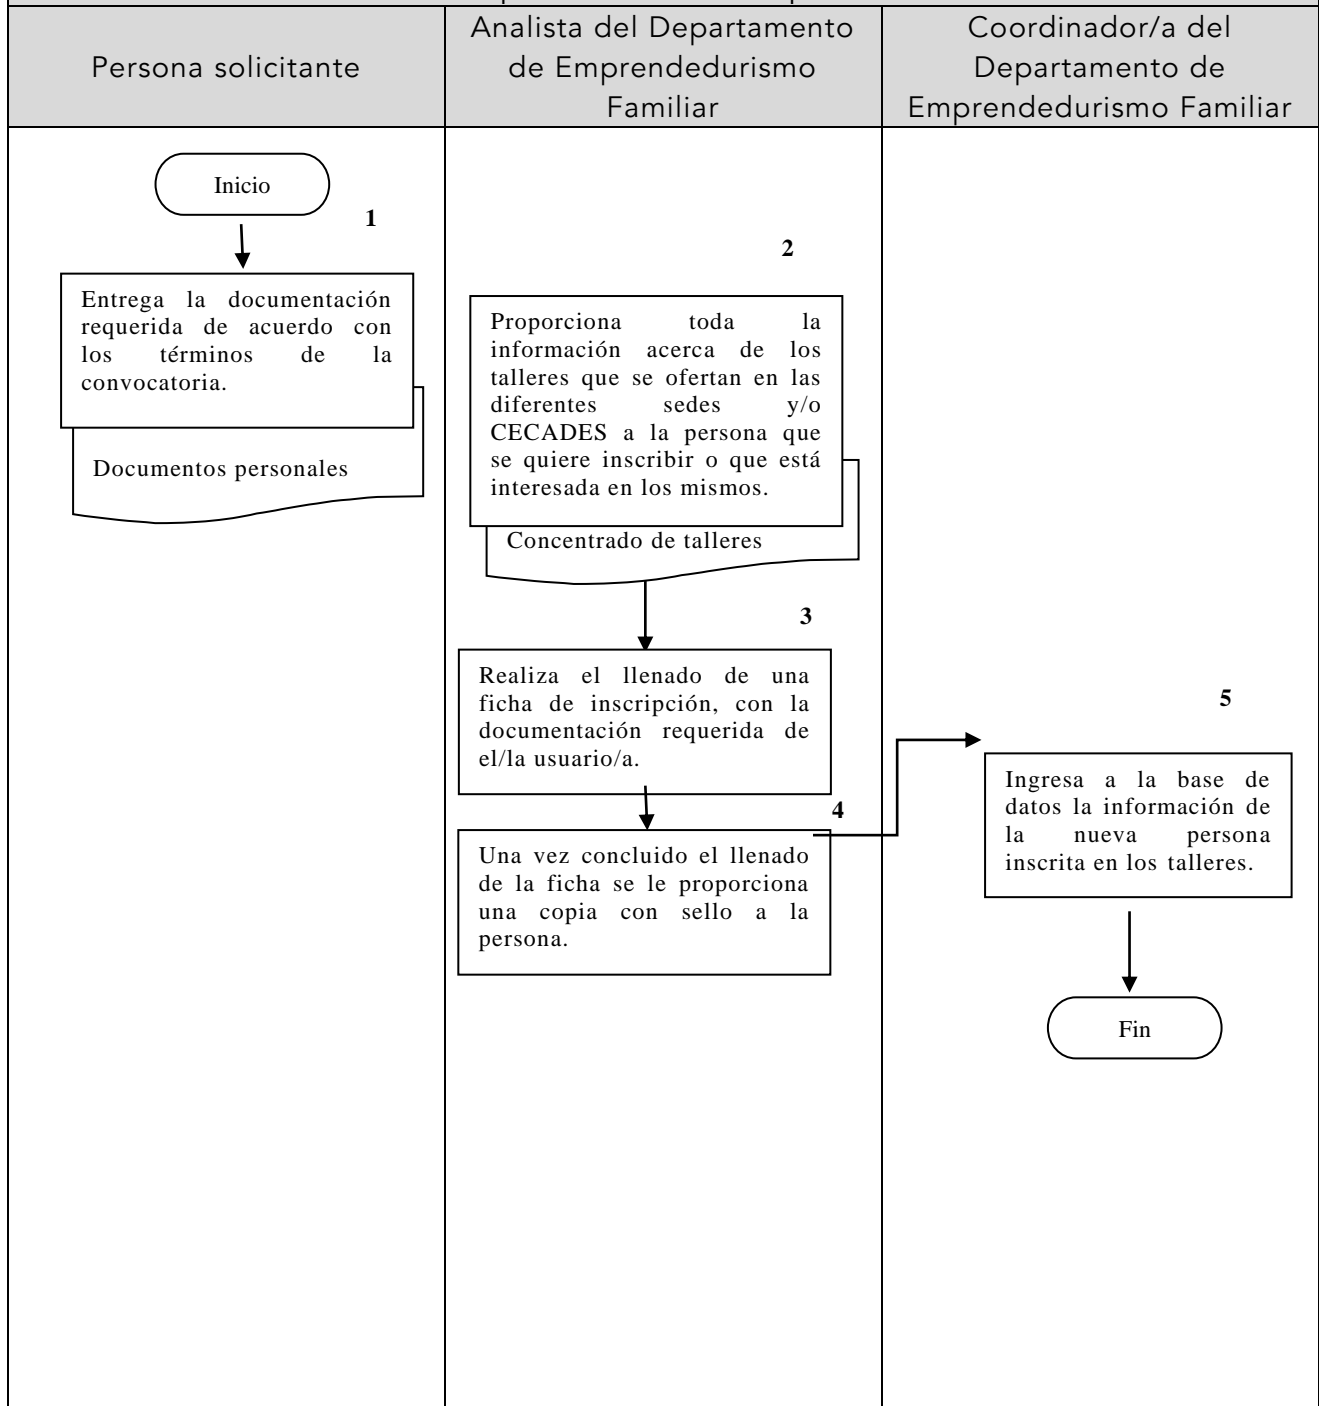 Persona solicitante
Analista del Departamento
de Emprendedurismo
Familiar
Coordinador/a del
Departamento de
Emprendedurismo Familiar
Inicio
1
Entrega la documentación
requerida de acuerdo con
los términos de la
convocatoria.
Documentos personales
2
Proporciona toda la
información acerca de los
talleres que se ofertan en las
diferentes sedes y/o
CECADES a la persona que
se quiere inscribir o que está
interesada en los mismos.
Concentrado de talleres
3
Realiza el llenado de una
ficha de inscripción, con la
documentación requerida de
el/la usuario/a.
4
Una vez concluido el llenado
de la ficha se le proporciona
una copia con sello a la
persona.
5
Ingresa a la base de
datos la información de
la nueva persona
inscrita en los talleres.
Fin